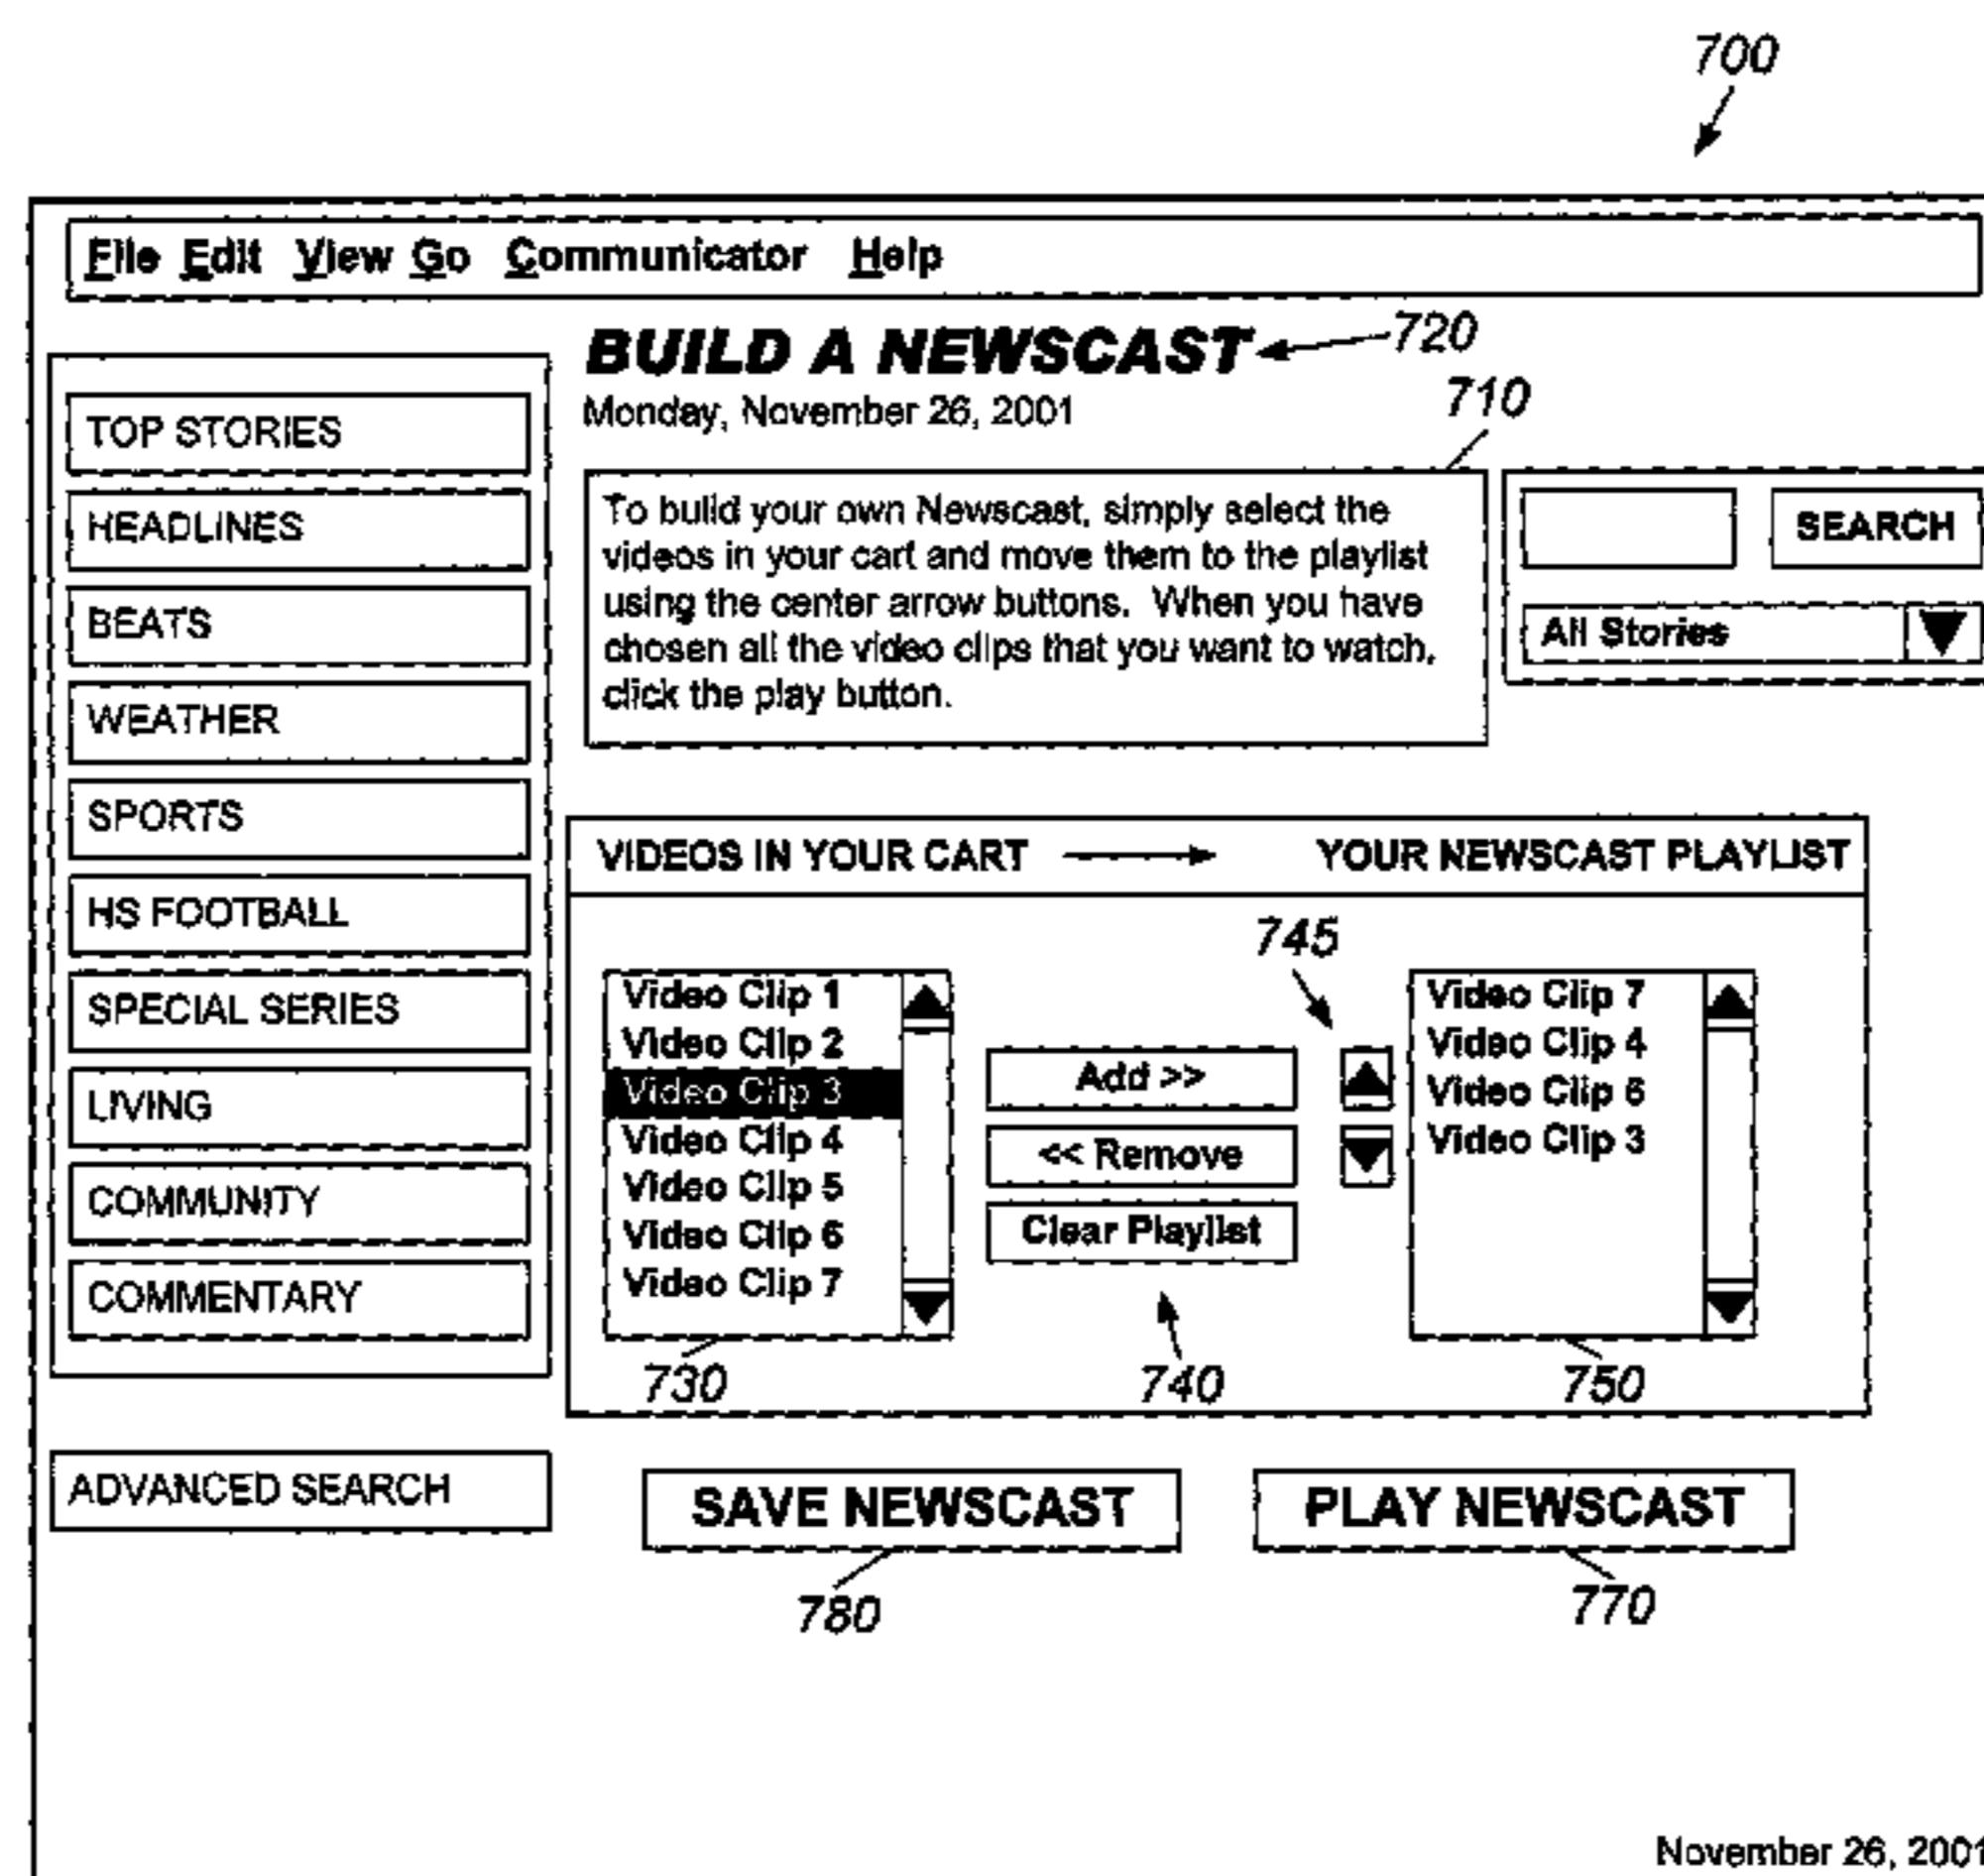 700
File Edit View Go Communicator Help
BUILD A NEWSCAST 720
Monday, November 26, 2001
710
TOP STORIES
HEADLINES
BEATS
WEATHER
SPORTS
HS FOOTBALL
SPECIAL SERIES
LIVING
COMMUNITY
COMMENTARY
ADVANCED SEARCH
To build your own Newscast, simply select the
videos in your cart and move them to the playlist
using the center arrow buttons. When you have
chosen all the video clips that you want to watch,
click the play button.
SEARCH
All Stories
VIDEOS IN YOUR CART YOUR NEWSCAST PLAYLIST
745
Video Clip 1
Video Clip 2
Video Clip 3
Video Clip 4
Video Clip 5
Video Clip 6
Video Clip 7
730
Add >>
<< Remove
Clear Playlist
740
Video Clip 7
Video Clip 4
Video Clip 6
Video Clip 3
750
SAVE NEWSCAST
780
PLAY NEWSCAST
770
November 26, 2001